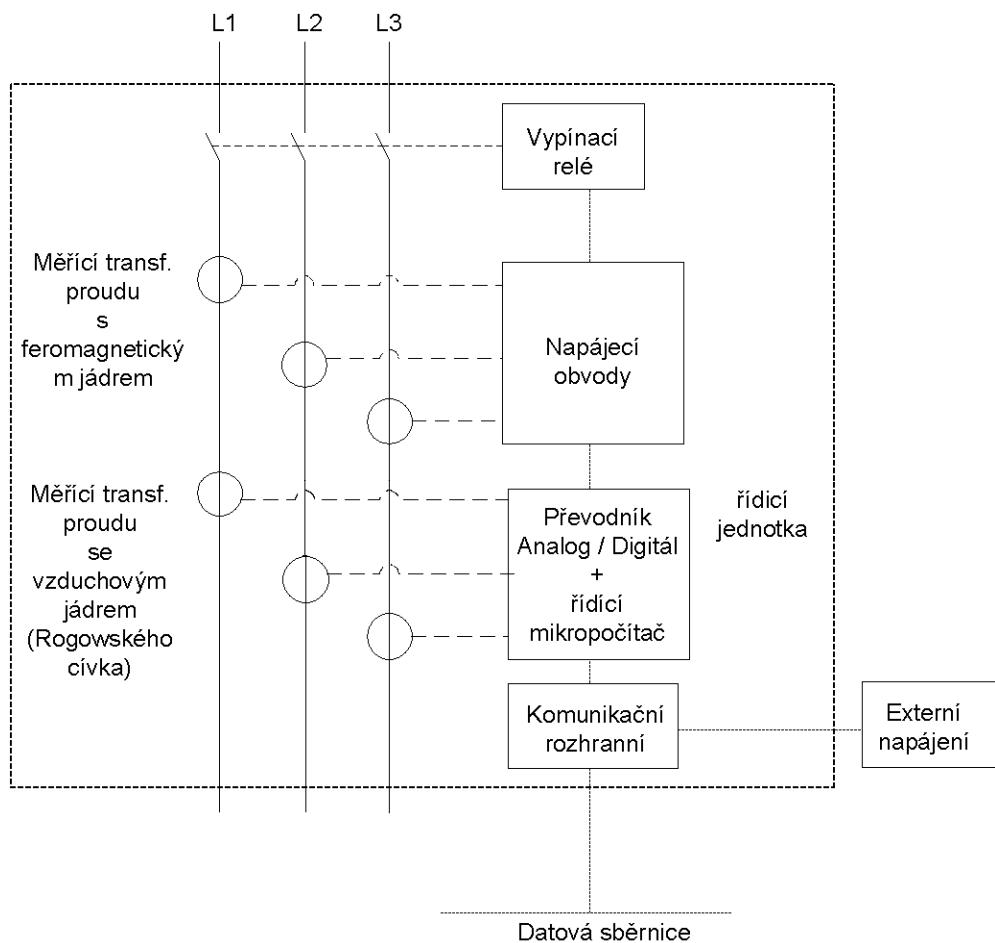 L1
L2
L3
Vypínací
relé
Měřící transf.
proudu
s
feromagnetický
m jádrem
Napájecí
obvody
Měřící transf.
proudu
se
vzduchovým
jádrem
(Rogowského
cívka)
Převodník
Analog / Digitál
+
řídící
mikropočítač
řídicí
jednotka
Komunikační
rozhranní
Externí
napájení
Datová sběrnice